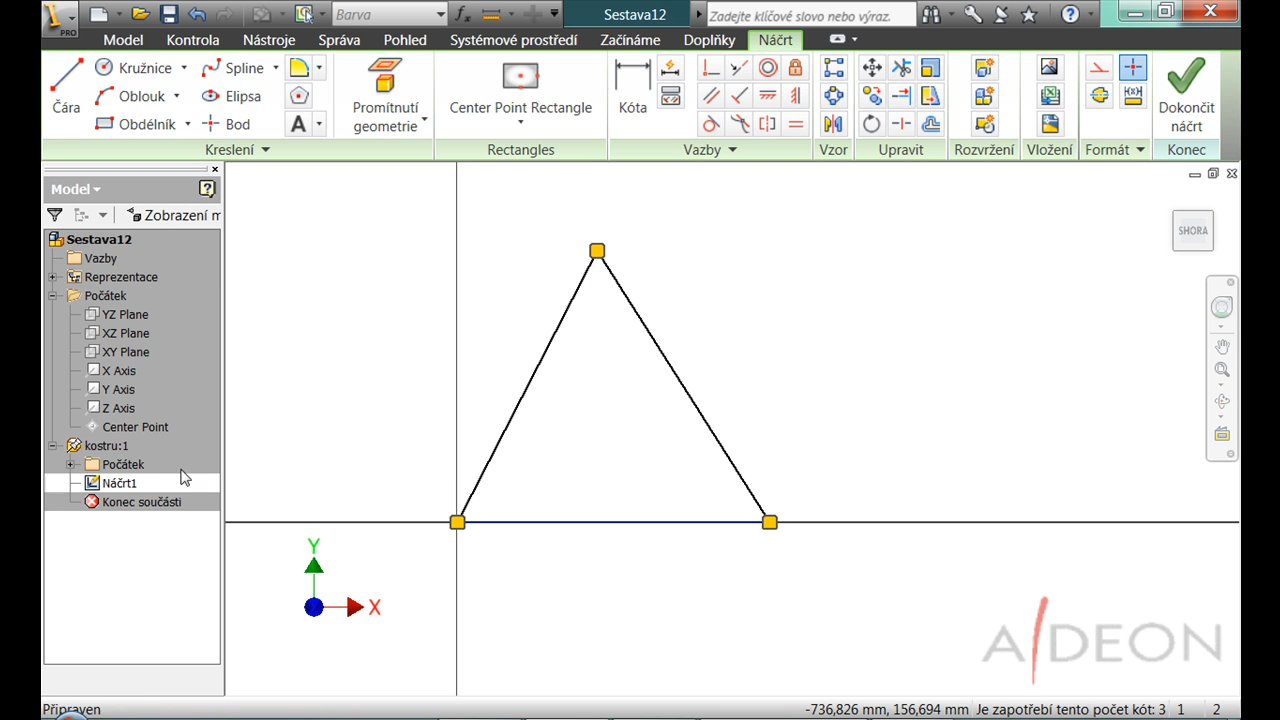 PRO
Barva
Sestava12
Zadejte klíčové slovo nebo výraz.
Model
Kontrola
Nástroje
Správa
Pohled
Systémové prostředí
Začínáme
Doplňky
Náčrt
Čára
Kružnice
Oblouk
Obdélník
Spline
Elipsa
Bod
A
Promítnutí
geometrie
Center Point Rectangle
Kóta
Dokončit
náčrt
Kreslení
Rectangles
Vazby
Vzor
Upravit
Rozvržení
Vložení
Formát
Konec
Model
Zobrazení m
Sestava12
Vazby
Reprezentace
Počátek
YZ Plane
XZ Plane
XY Plane
X Axis
Y Axis
Z Axis
Center Point
kostru:1
Počátek
Náčrt1
Konec součásti
SHORA
Y
X
AIDEON
Připraven
-736,826 mm, 156,694 mm
Je zapotřebí tento počet kót: 3
1
2